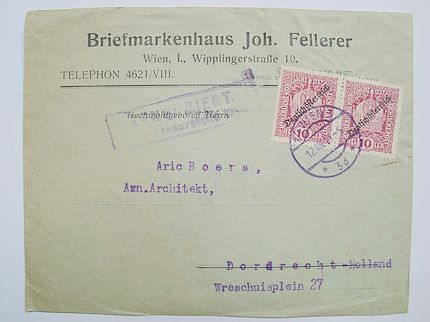 Briefmarkenhaus Joh. Fellerer
Wien, I., Wipplingerstraße 10.
TELEPHON 4621/VIII.
Hochwohlgeboren Herrn
Deutschösterreich
Deutschösterreich
10
10
3d
Aric Boers,
Azn.Architekt,
Dordrecht-Holland
Wreschuisplein 27